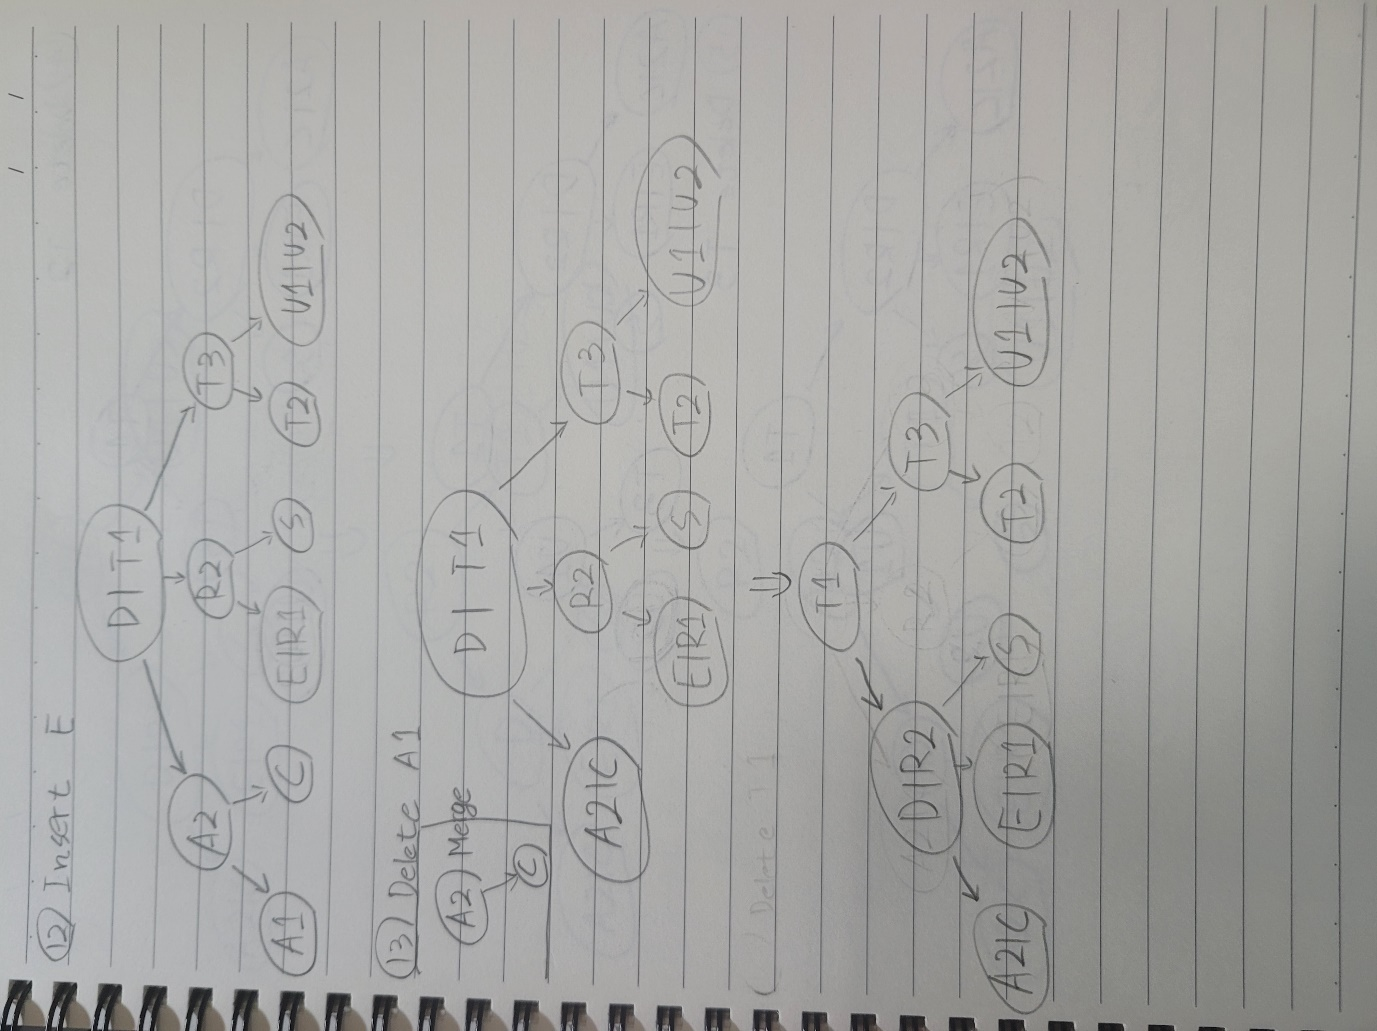 12) Insert E
D|T1
A2 R2 T3
A1 C E|R1 S T2 U1|U2
13) Delete A1
A2) Merge
C
D|T1
A2|C R2 T3
E|R1 S T2 U1|U2
⇓
T1
D|R2 T3
A2|C E|R1 S T2 U1|U2